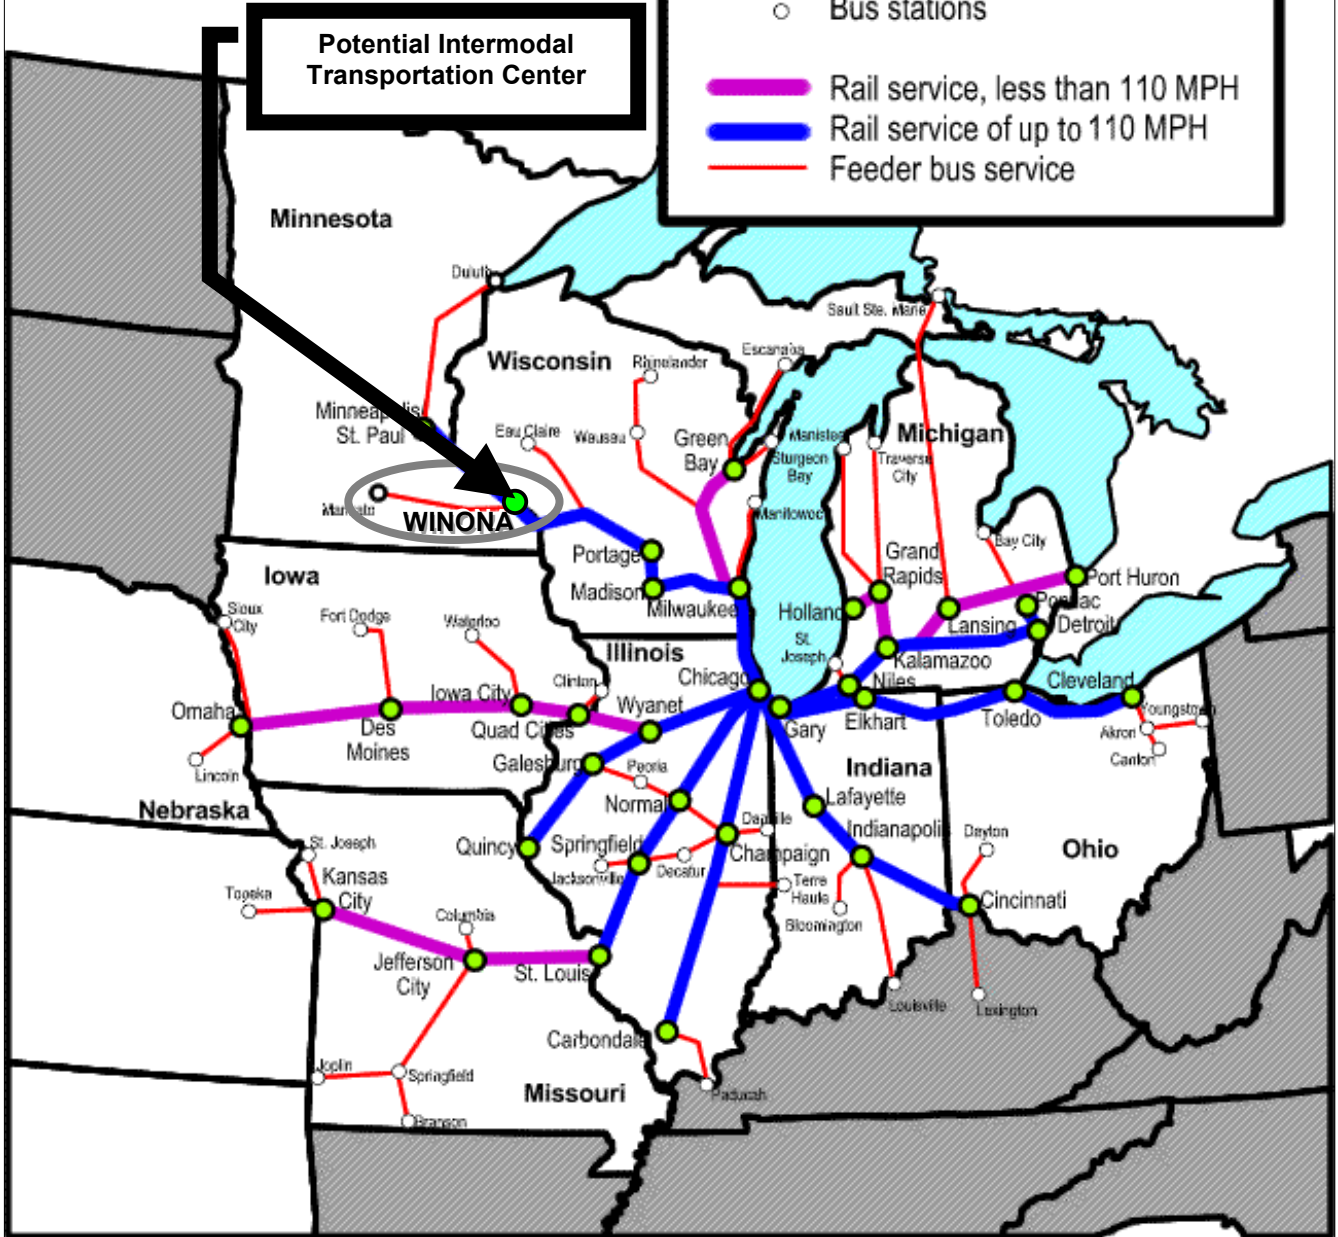 Bus stations
Potential Intermodal
Transportation Center
Rail service, less than 110 MPH
Rail service of up to 110 MPH
Feeder bus service
Minnesota
Duluth
Sault Ste. Marie
Wisconsin
Rhinelander
Escanaba
Minneapolis
St. Paul
Eau Claire
Wausau
Green
Bay
Manistee
Sturgeon
Bay
Michigan
Traverse
City
Mankato
WINONA
Manitowoc
Bay City
Portage
Grand
Rapids
Port Huron
Iowa
Madison
Milwaukee
Holland
Pontiac
Sioux
City
Fort Dodge
Waterloo
Lansing
Detroit
St.
Joseph
Illinois
Kalamazoo
Chicago
Niles
Cleveland
Clinton
Iowa City
Wyanet
Omaha
Des
Moines
Quad Cities
Gary
Elkhart
Toledo
Youngstown
Akron
Canton
Lincoln
Galesburg
Peoria
Indiana
Nebraska
Normal
Lafayette
Quincy
Springfield
Danville
Indianapolis
Dayton
Ohio
Champaign
St. Joseph
Jacksonville
Decatur
Kansas
City
Terre
Haute
Topeka
Bloomington
Cincinnati
Columbia
Jefferson
City
St. Louis
Louisville
Lexington
Carbondale
Joplin
Springfield
Missouri
Paducah
Branson